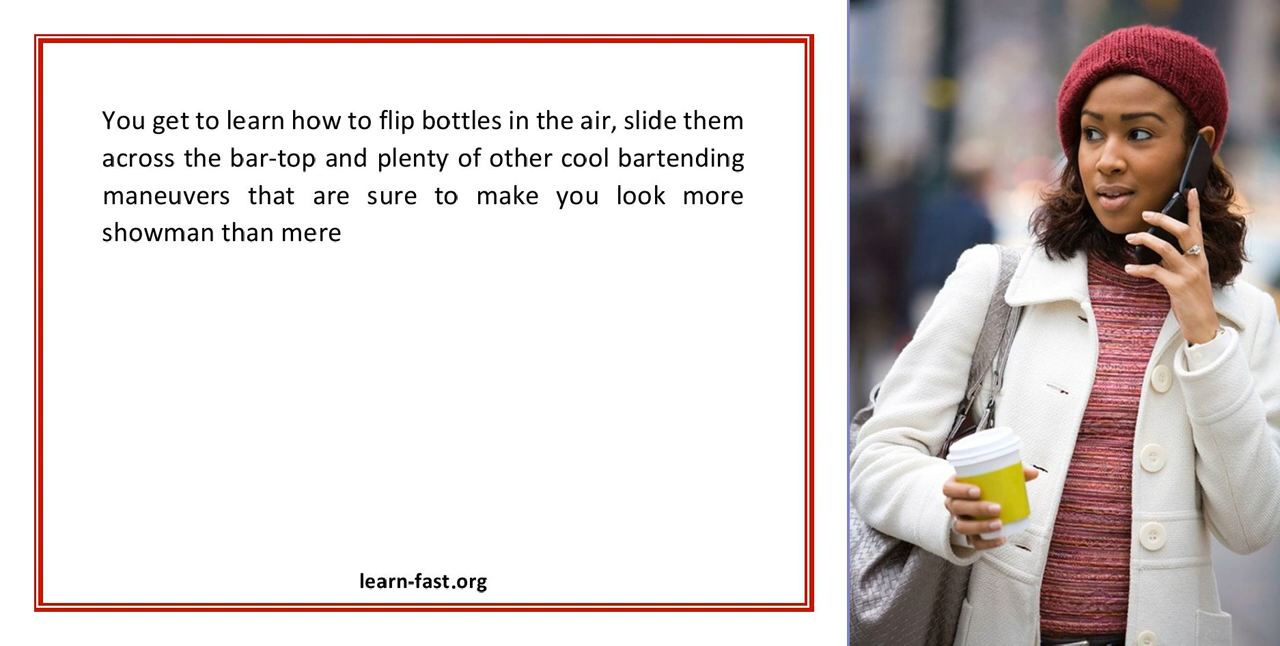 You get to learn how to flip bottles in the air, slide them
across the bar-top and plenty of other cool bartending
maneuvers that are sure to make you look more
showman than mere
learn-fast.org